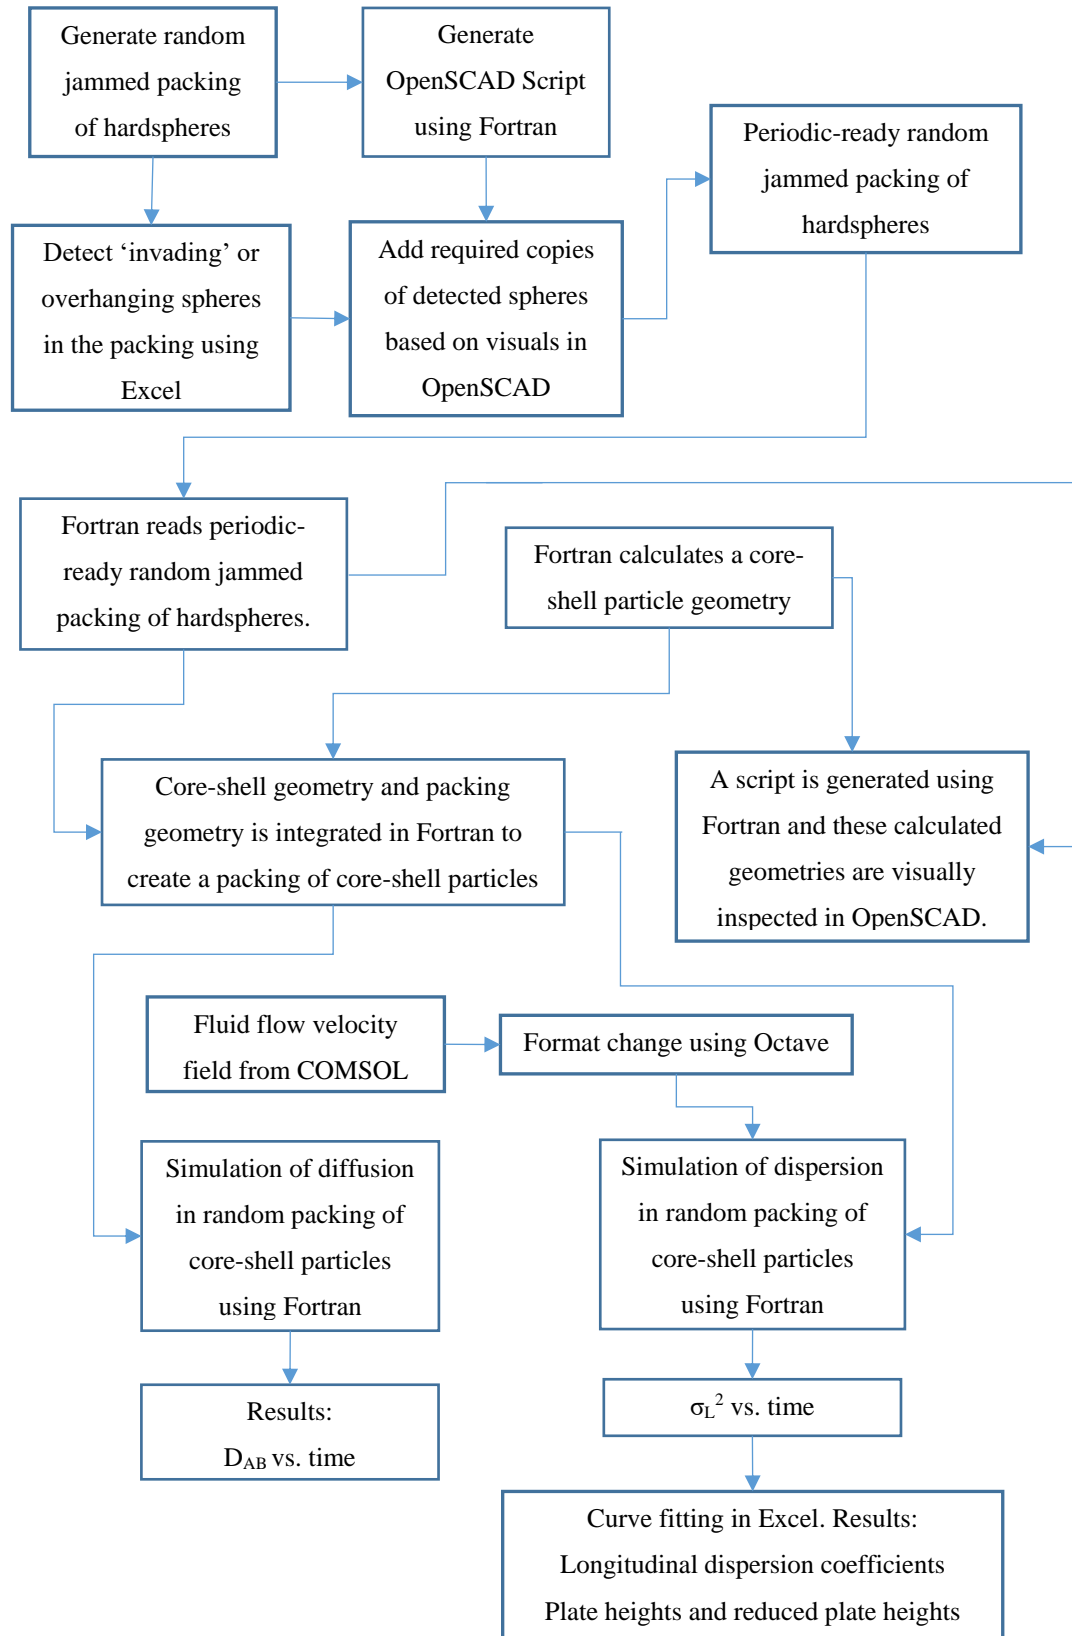 Generate random
jammed packing
of hardspheres
Generate
OpenSCAD Script
using Fortran
Periodic-ready random
jammed packing of
hardspheres
Detect ‘invading’ or
overhanging spheres
in the packing using
Excel
Add required copies
of detected spheres
based on visuals in
OpenSCAD
Fortran reads periodic-
ready random jammed
packing of hardspheres.
Fortran calculates a core-
shell particle geometry
Core-shell geometry and packing
geometry is integrated in Fortran to
create a packing of core-shell particles
A script is generated using
Fortran and these calculated
geometries are visually
inspected in OpenSCAD.
Fluid flow velocity
field from COMSOL
Format change using Octave
Simulation of diffusion
in random packing of
core-shell particles
using Fortran
Simulation of dispersion
in random packing of
core-shell particles
using Fortran
Results:
D_AB vs. time
σ_L² vs. time
Curve fitting in Excel. Results:
Longitudinal dispersion coefficients
Plate heights and reduced plate heights